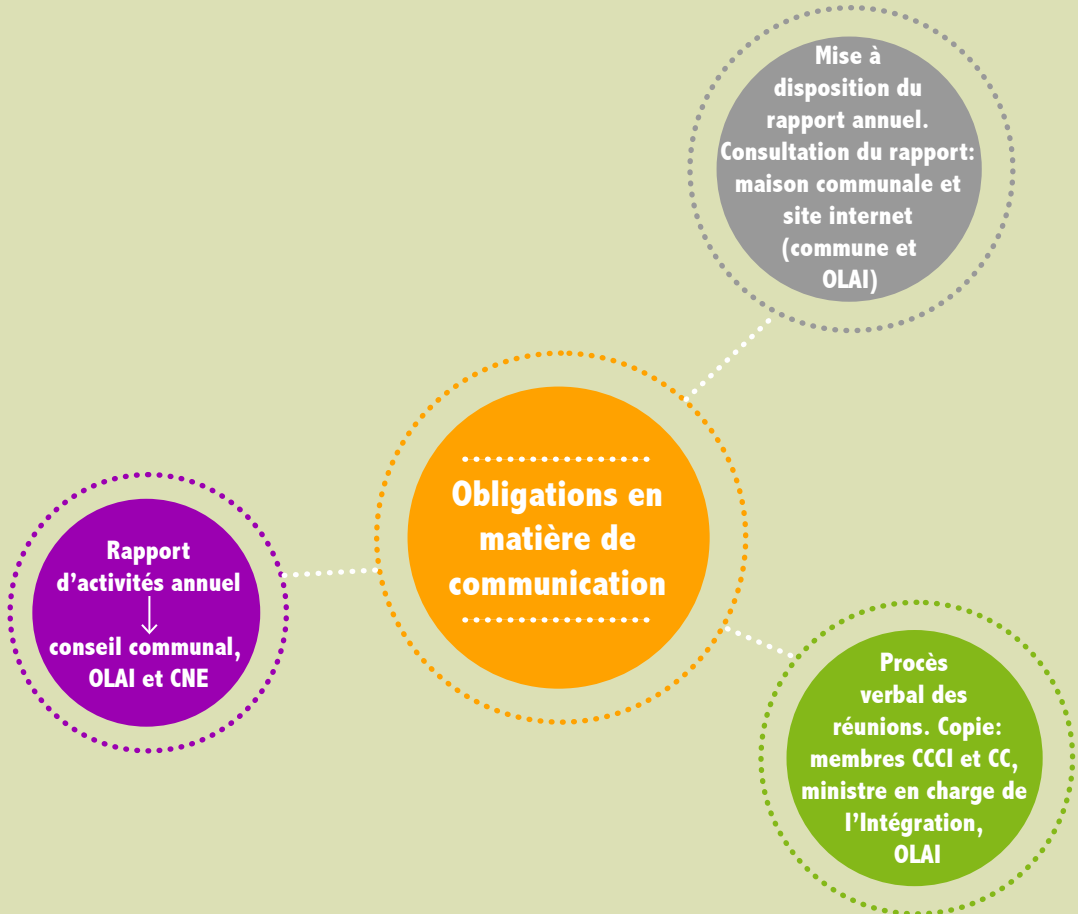 Mise à
disposition du
rapport annuel.
Consultation du rapport:
maison communale et
site internet
(commune et
OLAI)
Obligations en
matière de
communication
Rapport
d’activités annuel
↓
conseil communal,
OLAI et CNE
Procès
verbal des
réunions. Copie:
membres CCCI et CC,
ministre en charge de
l’Intégration,
OLAI